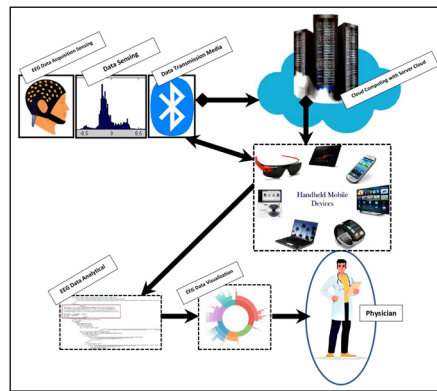 EEG Data Acquisition Sensing
Data Sensing
Data Transmission Media
Cloud Computing with Server Cloud
-0.5 0 0.5
Handheld Mobile
Devices
EEG Data Analytical
EEG Data Visualization
Physician